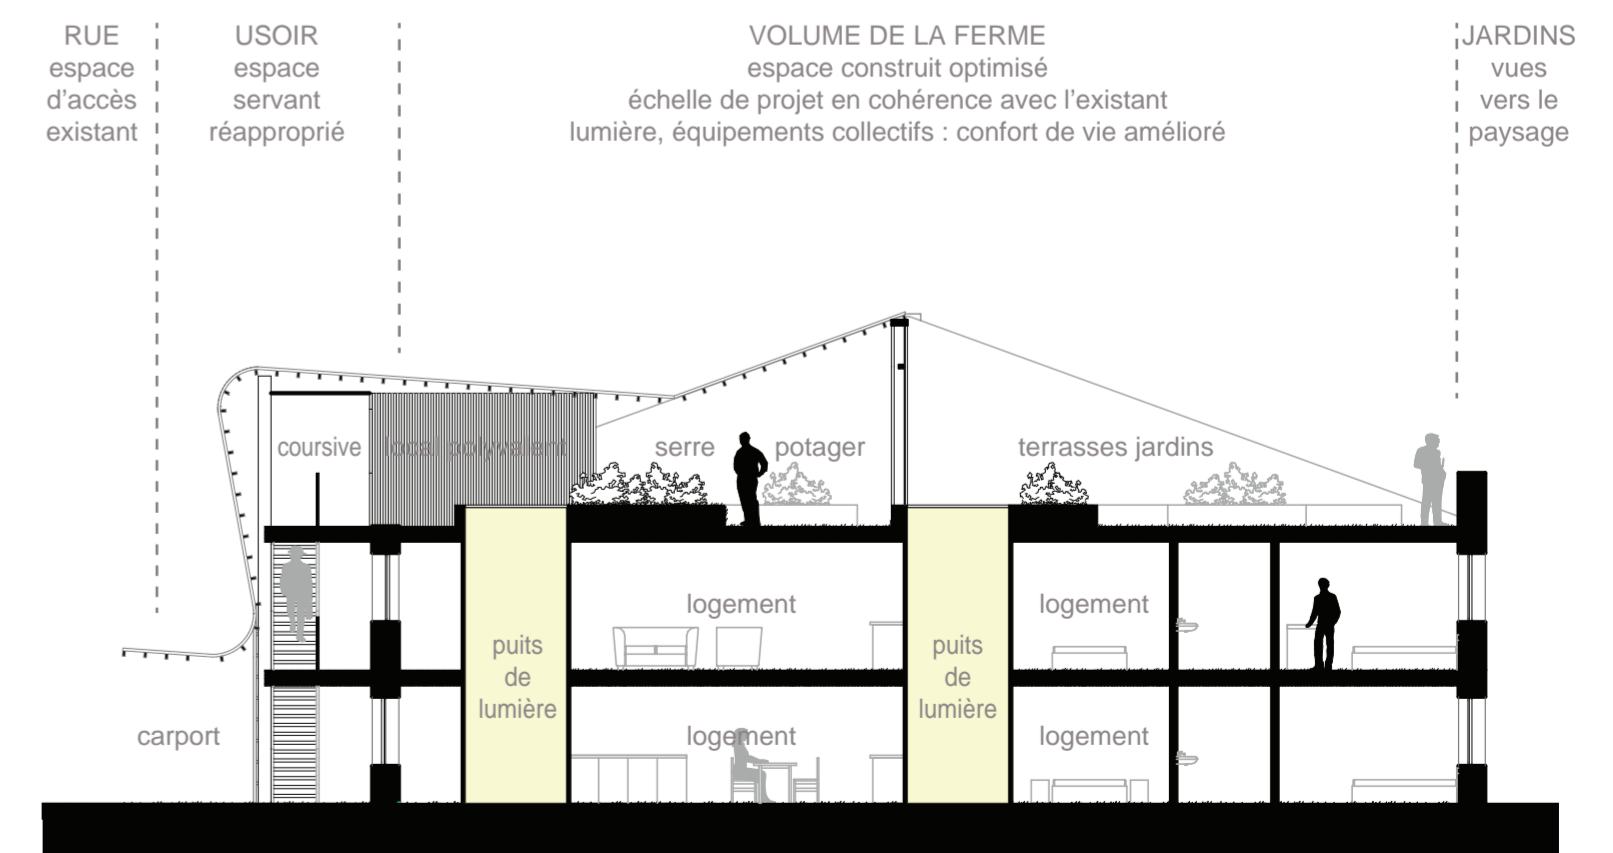 RUE
espace
d'accès
existant
USOIR
espace
servant
réapproprié
VOLUME DE LA FERME
espace construit optimisé
échelle de projet en cohérence avec l'existant
lumière, équipements collectifs : confort de vie amélioré
JARDINS
vues
vers le
paysage
coursive
local polyvalent
serre
potager
terrasses jardins
logement
logement
puits
de
lumière
puits
de
lumière
carport
logement
logement